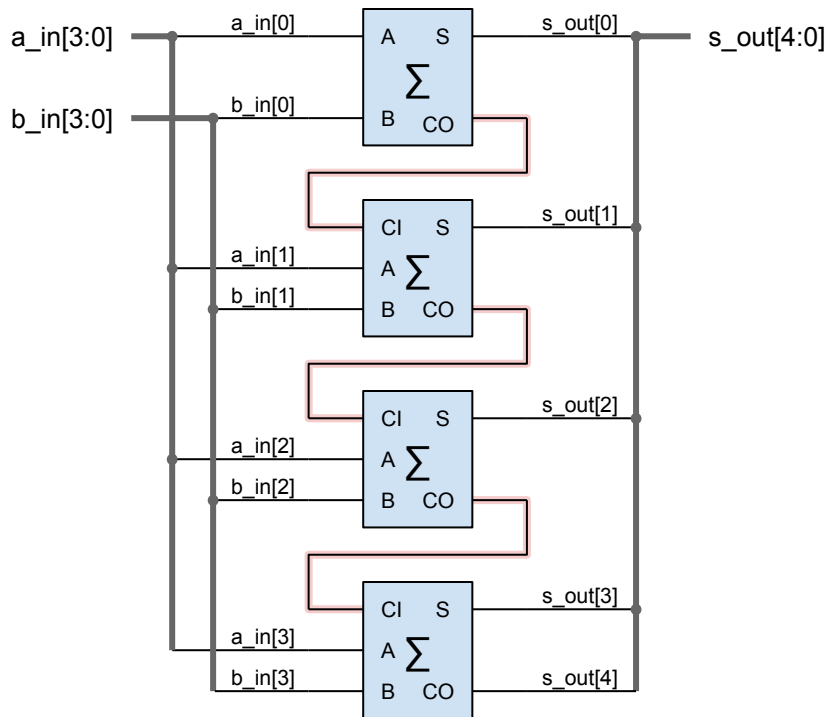 a_in[3:0]
b_in[3:0]
a_in[0]
b_in[0]
A S
∑
B CO
s_out[0]
s_out[4:0]
a_in[1]
b_in[1]
CI S
A ∑
B CO
s_out[1]
a_in[2]
b_in[2]
CI S
A ∑
B CO
s_out[2]
a_in[3]
b_in[3]
CI S
A ∑
B CO
s_out[3]
s_out[4]